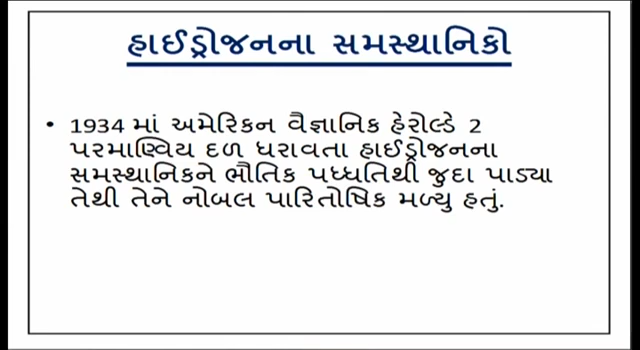 હાઈડ્રોજનના સમસ્થાનિકો
• 1934 માં અમેરિકન વૈજ્ઞાનિક હેરોલ્ડે 2
પરમાણ્વિય દળ ધરાવતા હાઈડ્રોજનના
સમસ્થાનિકને ભૌતિક પધ્ધતિથી જુદા પાડ્યા
તેથી તેને નોબલ પારિતોષિક મળ્યુ હતું.